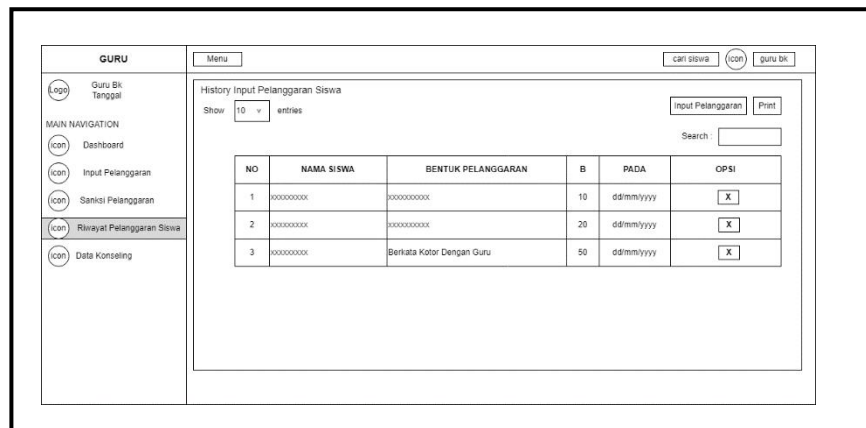 GURU
Menu
cari siswa
icon
guru bk
Logo
Guru Bk
Tanggal
MAIN NAVIGATION
icon
Dashboard
icon
Input Pelanggaran
icon
Sanksi Pelanggaran
icon
Riwayat Pelanggaran Siswa
icon
Data Konseling
History Input Pelanggaran Siswa
Show 10 entries
Input Pelanggaran
Print
Search :
NO NAMA SISWA BENTUK PELANGGARAN B PADA OPSI
1 xxxxxxxxx xxxxxxxxxx 10 dd/mm/yyyy X
2 xxxxxxxxx xxxxxxxxxx 20 dd/mm/yyyy X
3 xxxxxxxxx Berkata Kotor Dengan Guru 50 dd/mm/yyyy X